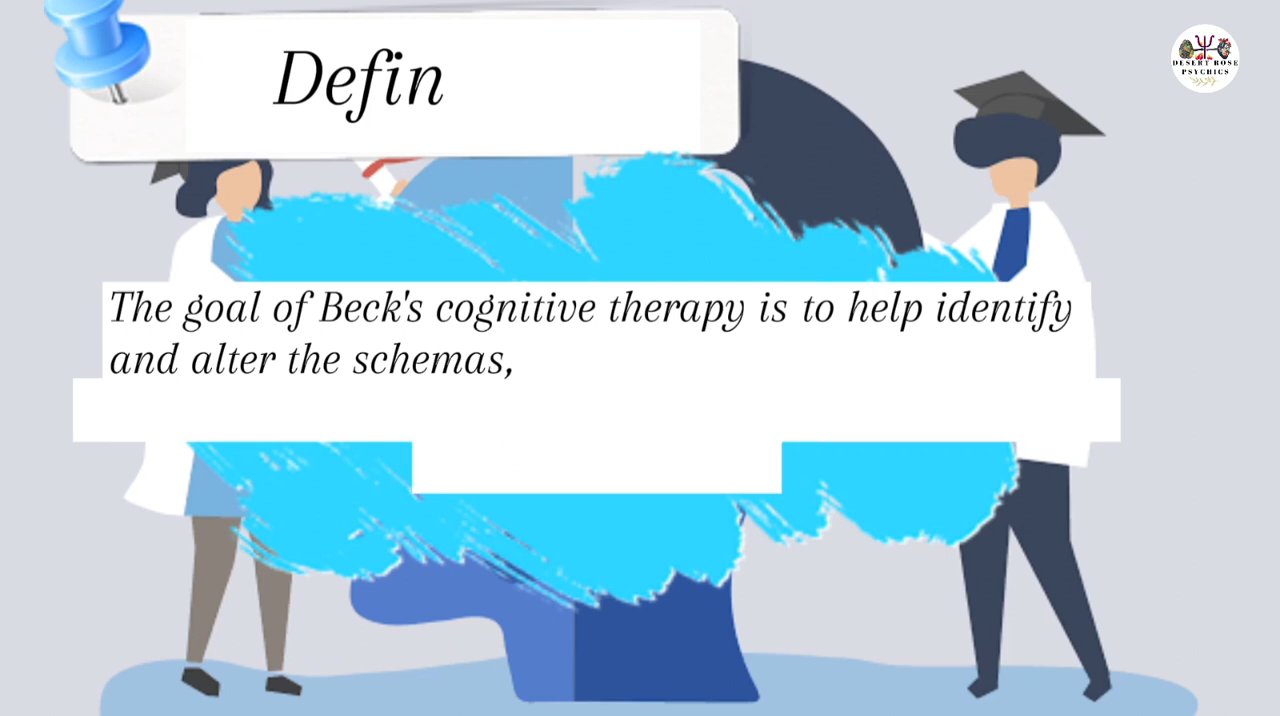 Defin
DESERT ROSE
PSYCHICS
The goal of Beck's cognitive therapy is to help identify
and alter the schemas,